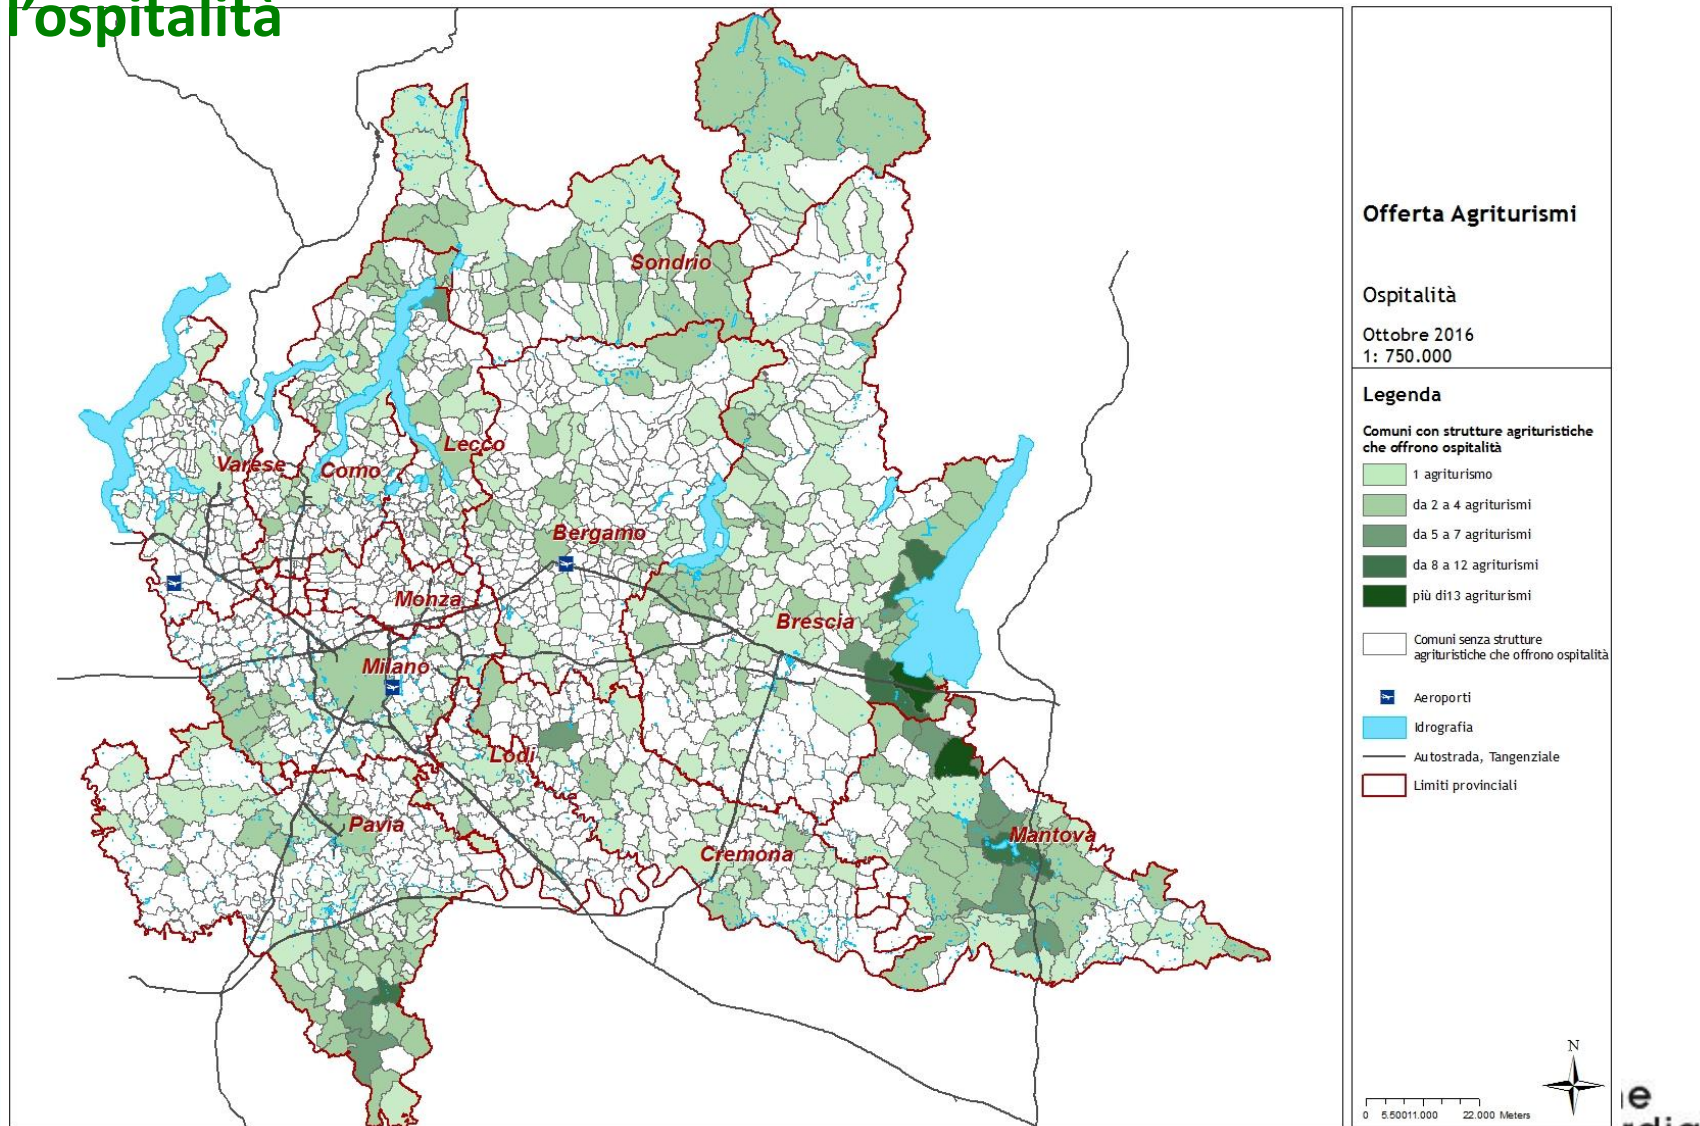 l'ospitalità
Sondrio
Lecco
Varese
Como
Bergamo
Monza
Brescia
Milano
Lodi
Pavia
Mantova
Cremona
Offerta Agriturismi
Ospitalità
Ottobre 2016
1: 750.000
Legenda
Comuni con strutture agrituristiche
che offrono ospitalità
1 agriturismo
da 2 a 4 agriturismi
da 5 a 7 agriturismi
da 8 a 12 agriturismi
più di13 agriturismi
Comuni senza strutture
agrituristiche che offrono ospitalità
Aeroporti
Idrografia
Autostrada, Tangenziale
Limiti provinciali
N
0 5.50011.000 22.000 Meters
e